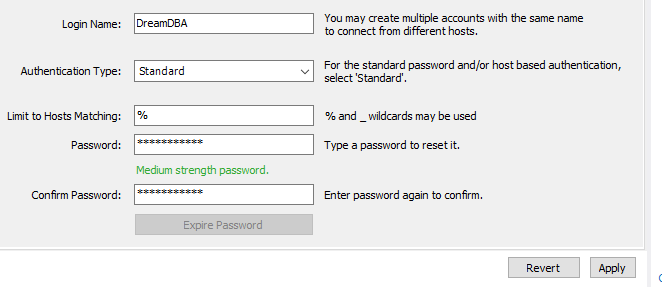 Login Name: DreamDBA You may create multiple accounts with the same name
to connect from different hosts.
Authentication Type: Standard For the standard password and/or host based authentication,
select 'Standard'.
Limit to Hosts Matching: % % and _ wildcards may be used
Password: *********** Type a password to reset it.
Medium strength password.
Confirm Password: *********** Enter password again to confirm.
Expire Password
Revert Apply